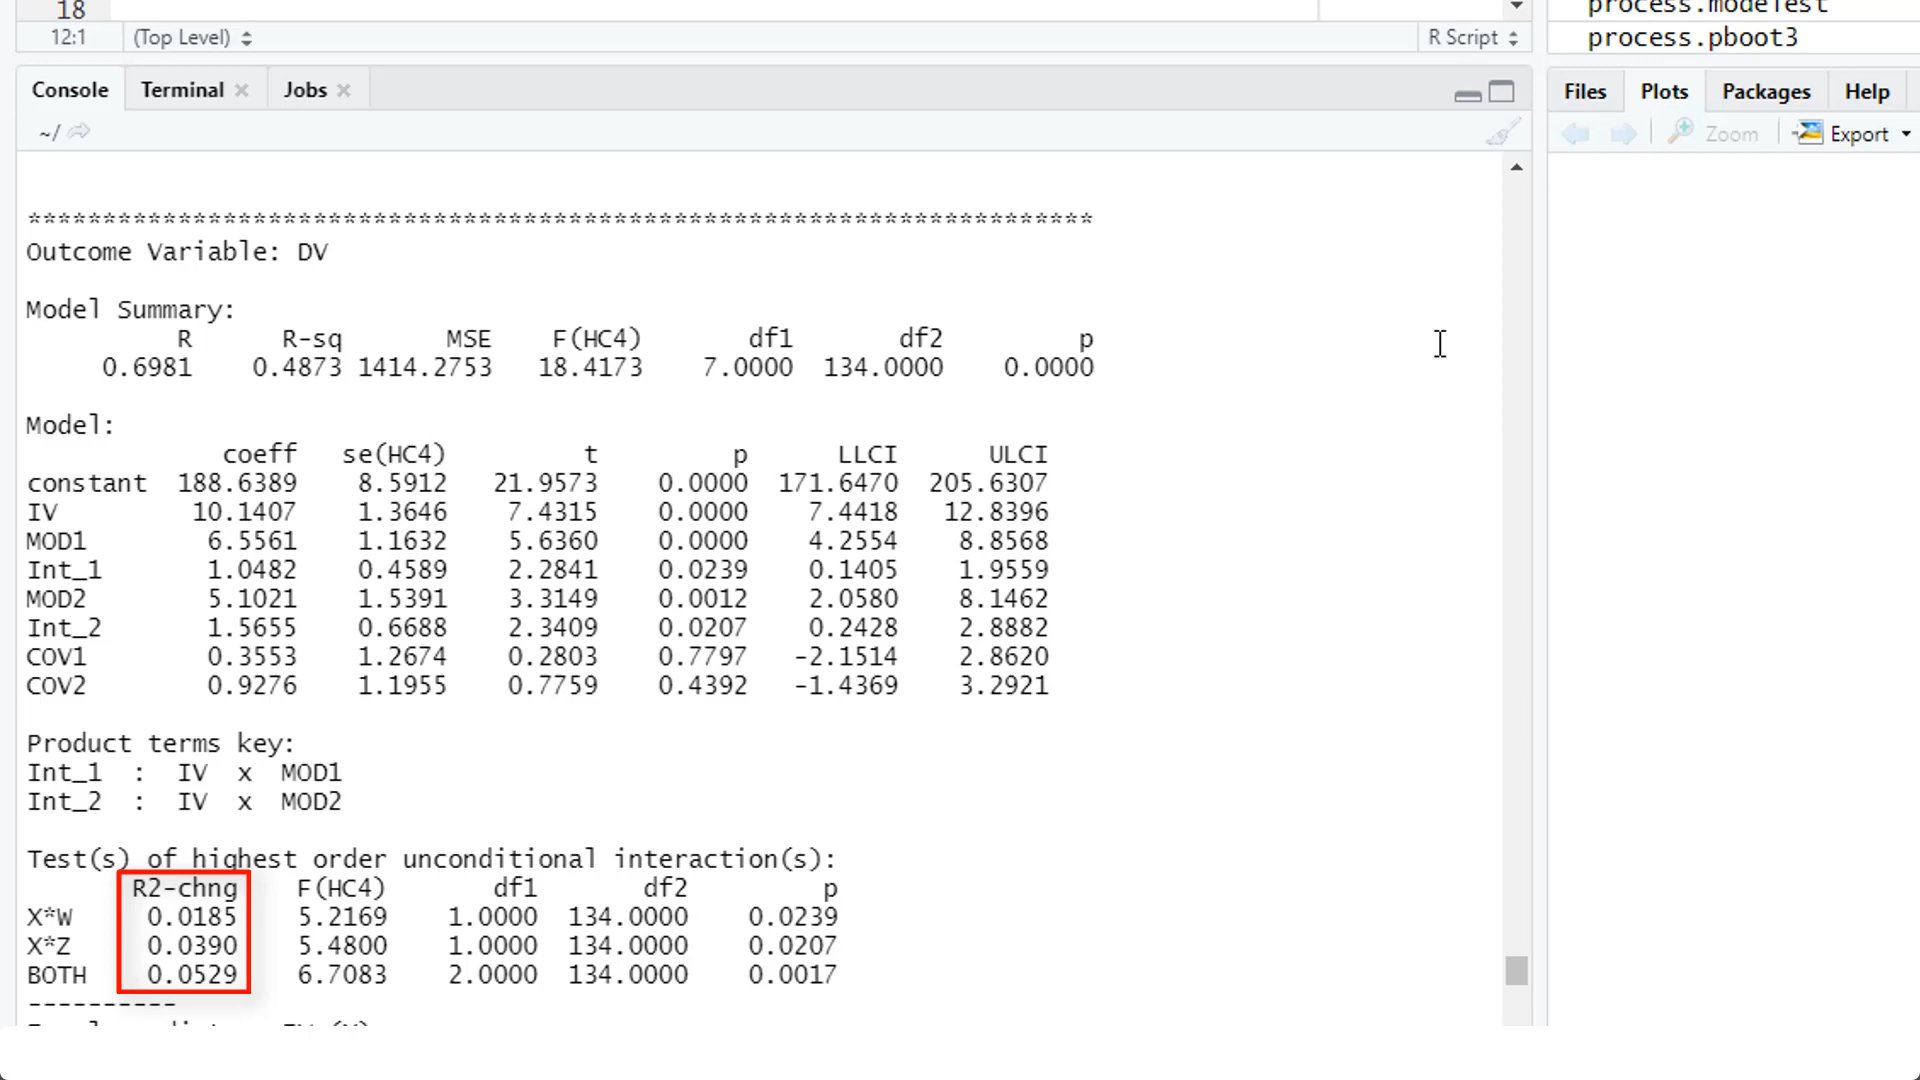 18
12:1 (Top Level) R Script
process.modeTest
process.pboot3
Console Terminal Jobs
Files Plots Packages Help
~/
Zoom Export
***********************************************************************
Outcome Variable: DV
Model Summary:
R R-sq MSE F(HC4) df1 df2 p
0.6981 0.4873 1414.2753 18.4173 7.0000 134.0000 0.0000
Model:
coeff se(HC4) t p LLCI ULCI
constant 188.6389 8.5912 21.9573 0.0000 171.6470 205.6307
IV 10.1407 1.3646 7.4315 0.0000 7.4418 12.8396
MOD1 6.5561 1.1632 5.6360 0.0000 4.2554 8.8568
Int_1 1.0482 0.4589 2.2841 0.0239 0.1405 1.9559
MOD2 5.1021 1.5391 3.3149 0.0012 2.0580 8.1462
Int_2 1.5655 0.6688 2.3409 0.0207 0.2428 2.8882
COV1 0.3553 1.2674 0.2803 0.7797 -2.1514 2.8620
COV2 0.9276 1.1955 0.7759 0.4392 -1.4369 3.2921
Product terms key:
Int_1 : IV x MOD1
Int_2 : IV x MOD2
Test(s) of highest order unconditional interaction(s):
R2-chng F(HC4) df1 df2 p
X*W 0.0185 5.2169 1.0000 134.0000 0.0239
X*Z 0.0390 5.4800 1.0000 134.0000 0.0207
BOTH 0.0529 6.7083 2.0000 134.0000 0.0017
----------